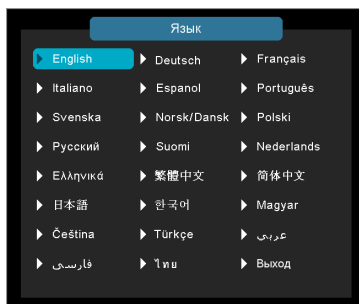 Язык
English Deutsch Français
Italiano Espanol Português
Svenska Norsk/Dansk Polski
Русский Suomi Nederlands
Ελληνικά 繁體中文 简体中文
日本語 한국어 Magyar
Čeština Türkçe عربي
فارسی ไทย Выход